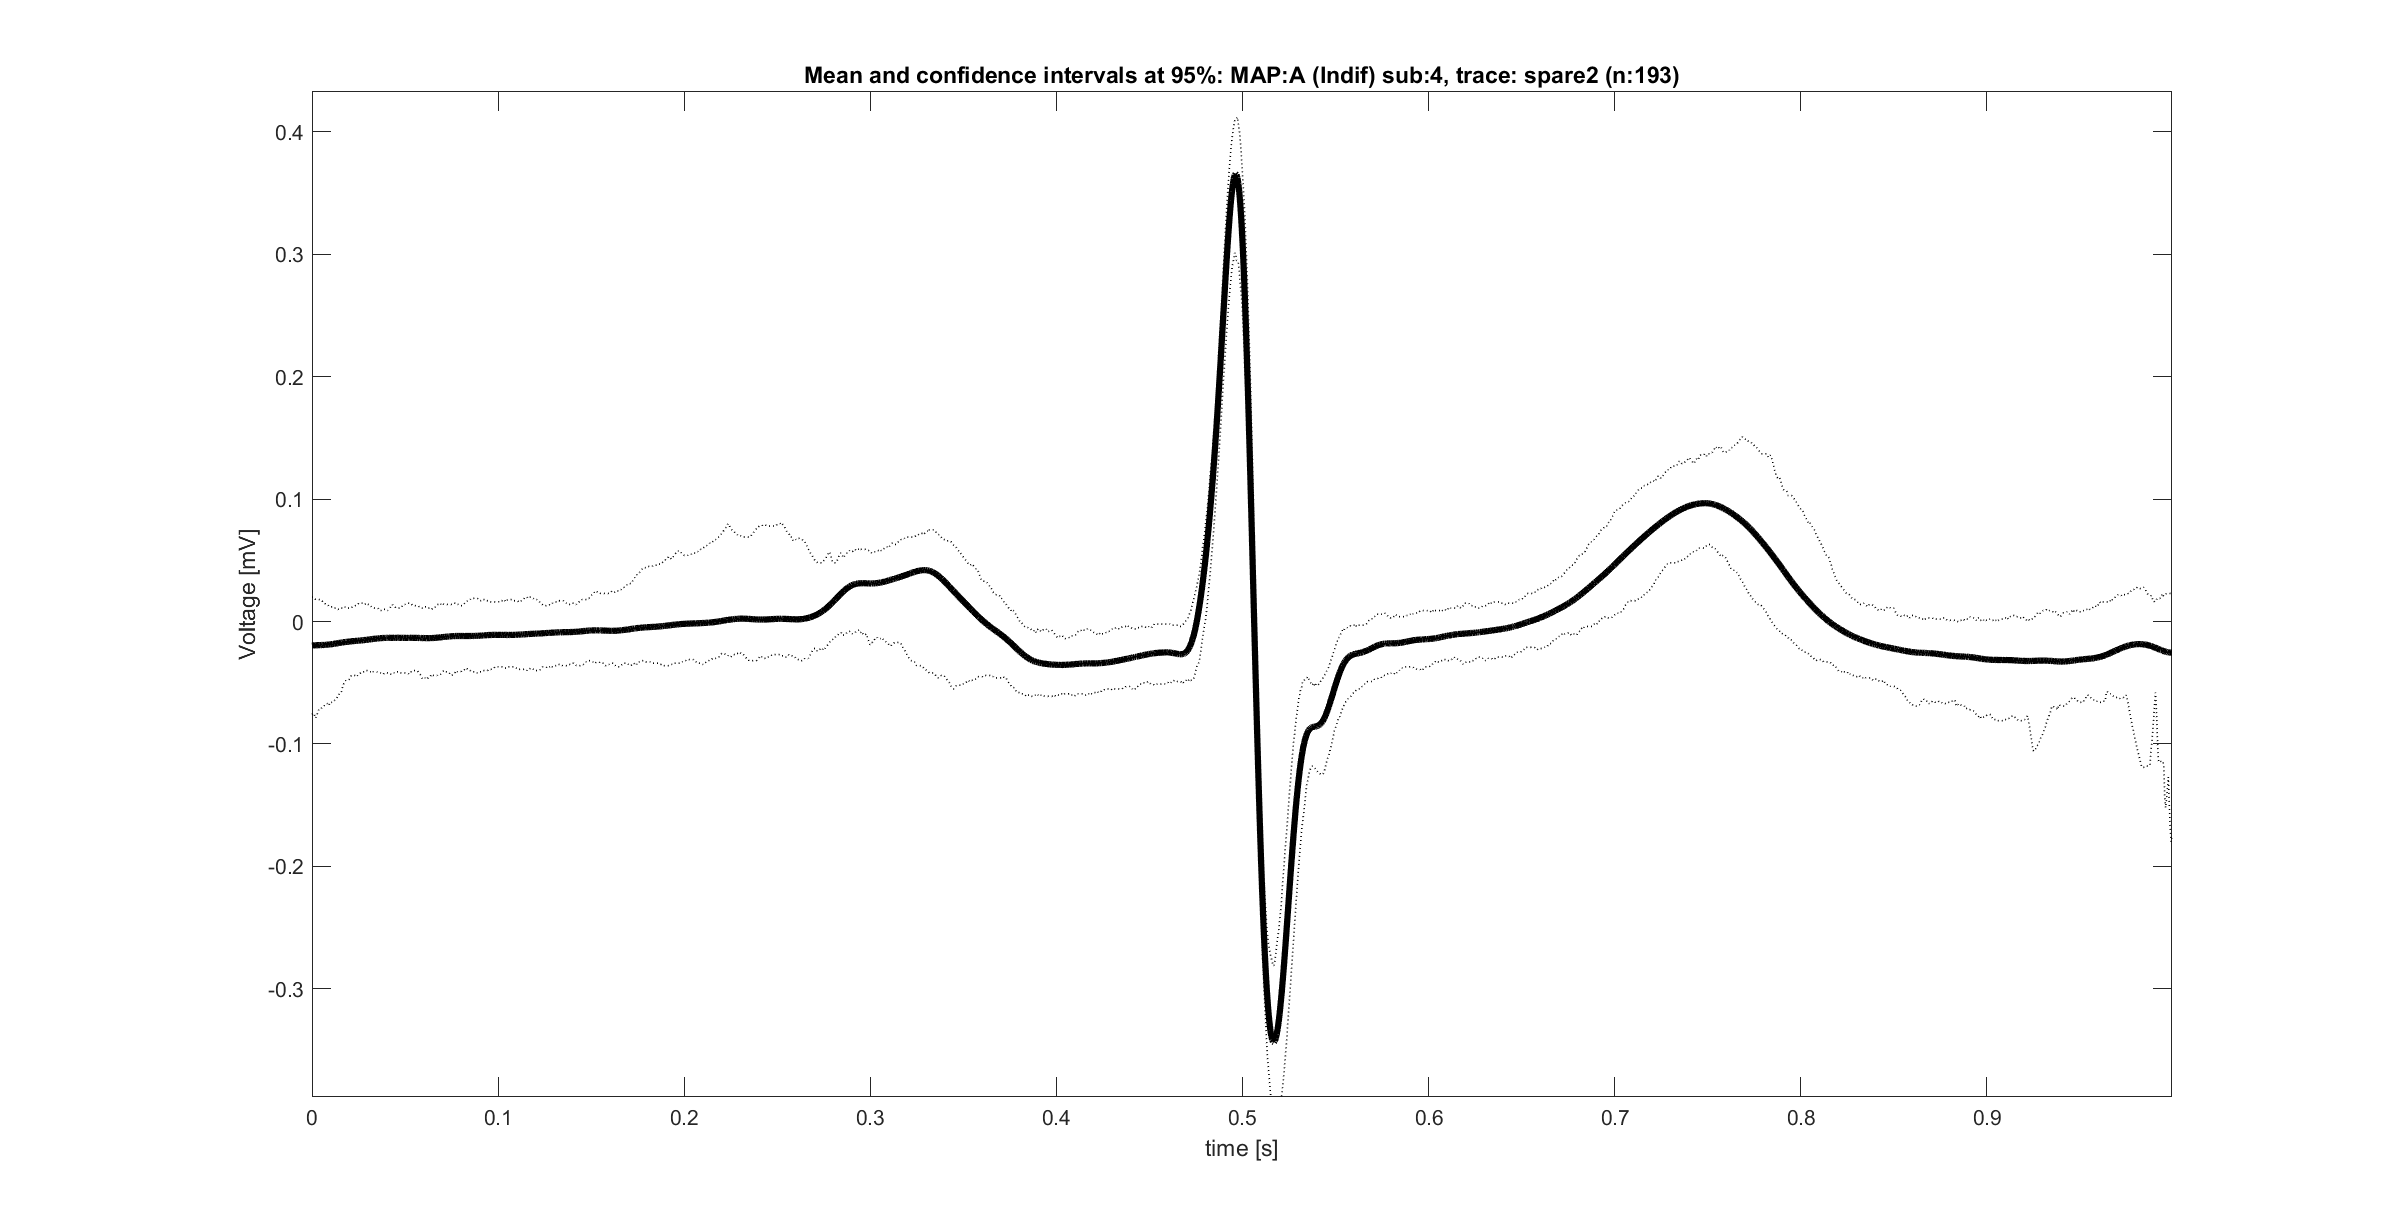 Mean and confidence intervals at 95%: MAP:A (Indif) sub:4, trace: spare2 (n:193)
0.4
0.3
0.2
0.1
0
-0.1
-0.2
-0.3
Voltage [mV]
0 0.1 0.2 0.3 0.4 0.5 0.6 0.7 0.8 0.9
time [s]